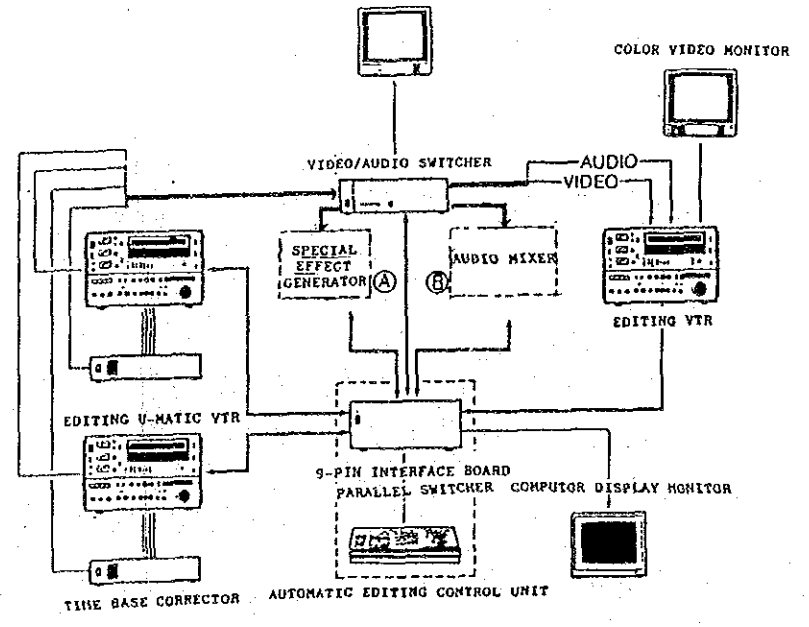 COLOR VIDEO MONITOR
VIDEO/AUDIO SWITCHER
AUDIO
VIDEO
SPECIAL
EFFECT
GENERATOR
A
AUDIO MIXER
B
EDITING VTR
EDITING U-MATIC VTR
9-PIN INTERFACE BOARD
PARALLEL SWITCHER
COMPUTOR DISPLAY MONITOR
TIME BASE CORRECTOR
AUTOMATIC EDITING CONTROL UNIT